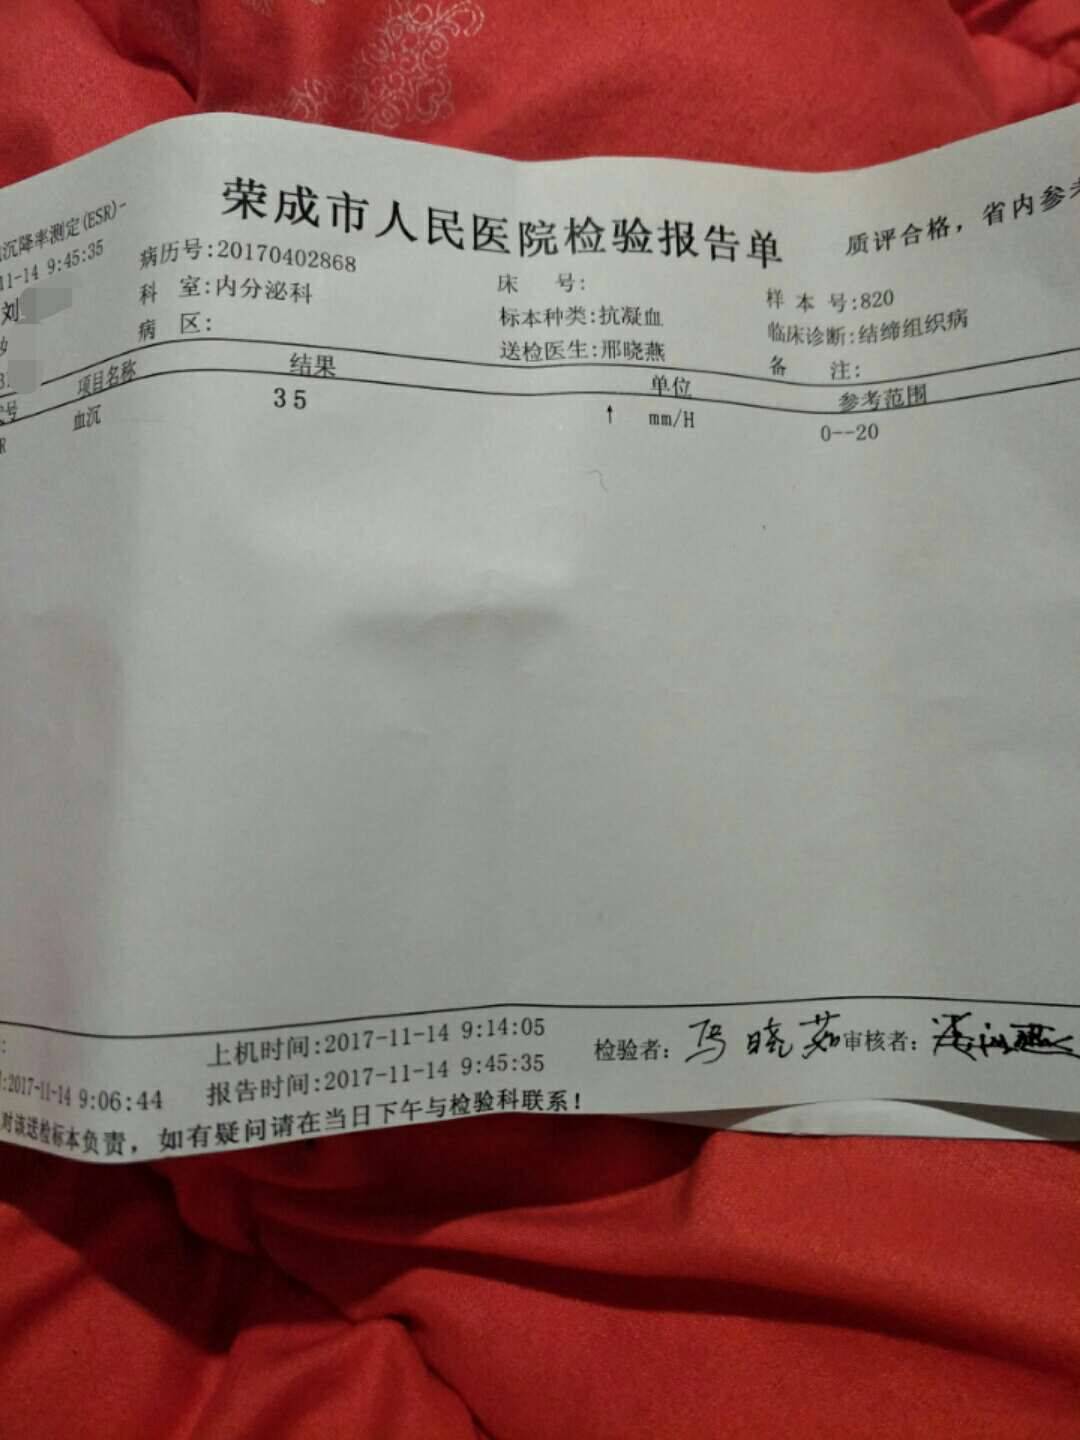 荣成市人民医院检验报告单
质评合格，省内参考
沉降率测定(ESR)-
11-14 9:45:35
病历号:20170402868
床 号:
样 本 号:820
刘
科 室:内分泌科
标本种类:抗凝血
临床诊断:结缔组织病
病 区:
送检医生:邢晓燕
备 注:
号 项目名称 结果 单位 参考范围
R 血沉 35 ↑ mm/H 0--20
上机时间:2017-11-14 9:14:05
检验者: 马晓茹 审核者:
:2017-11-14 9:06:44 报告时间:2017-11-14 9:45:35
对该送检标本负责，如有疑问请在当日下午与检验科联系！